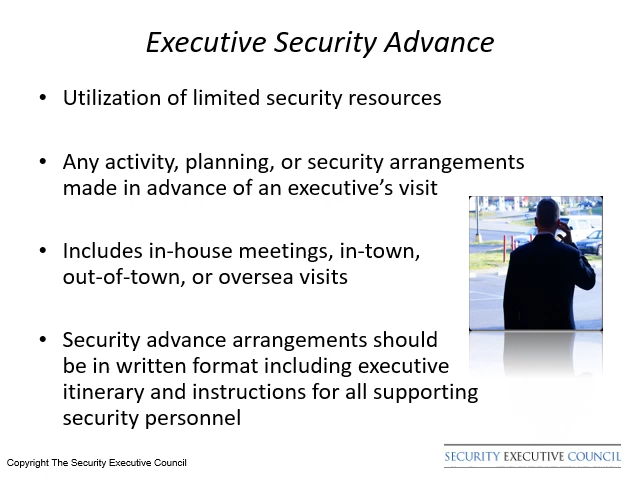 Executive Security Advance
• Utilization of limited security resources
• Any activity, planning, or security arrangements
made in advance of an executive’s visit
• Includes in-house meetings, in-town,
out-of-town, or oversea visits
• Security advance arrangements should
be in written format including executive
itinerary and instructions for all supporting
security personnel
Copyright The Security Executive Council
SECURITY EXECUTIVE COUNCIL